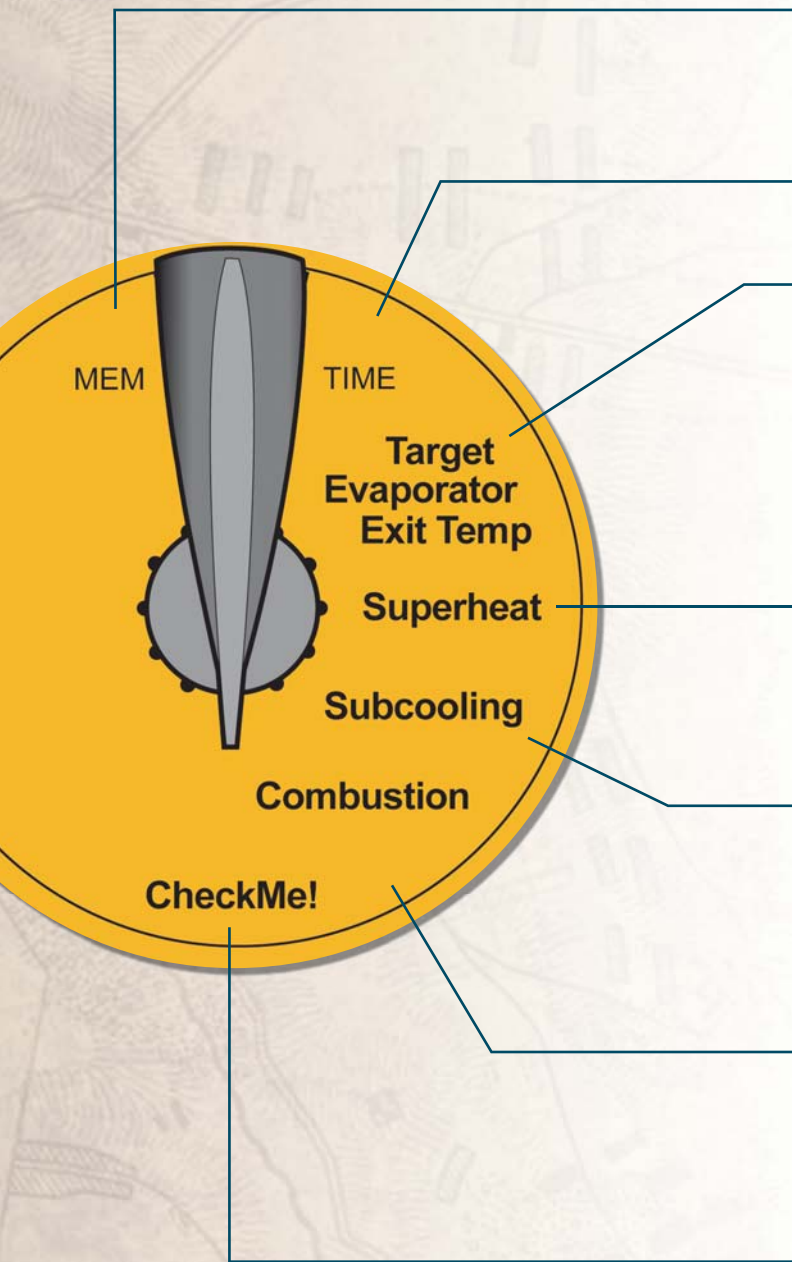 MEM
TIME
Target
Evaporator
Exit Temp
Superheat
Subcooling
Combustion
CheckMe!